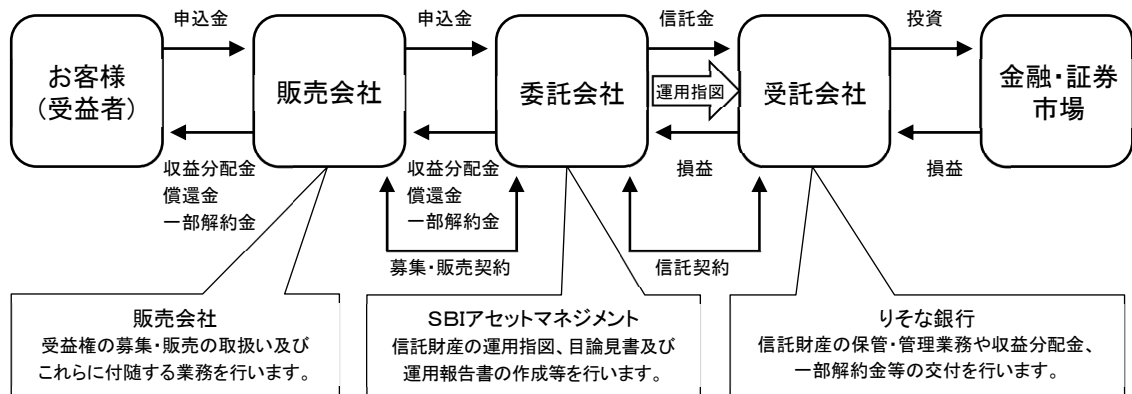 申込金
申込金
信託金
投資
お客様
(受益者)
販売会社
委託会社
運用指図
受託会社
金融・証券
市場
収益分配金
償還金
一部解約金
収益分配金
償還金
一部解約金
損益
損益
募集・販売契約
信託契約
販売会社
受益権の募集・販売の取扱い及び
これらに付随する業務を行います。
SBIアセットマネジメント
信託財産の運用指図、目論見書及び
運用報告書の作成等を行います。
りそな銀行
信託財産の保管・管理業務や収益分配金、
一部解約金等の交付を行います。